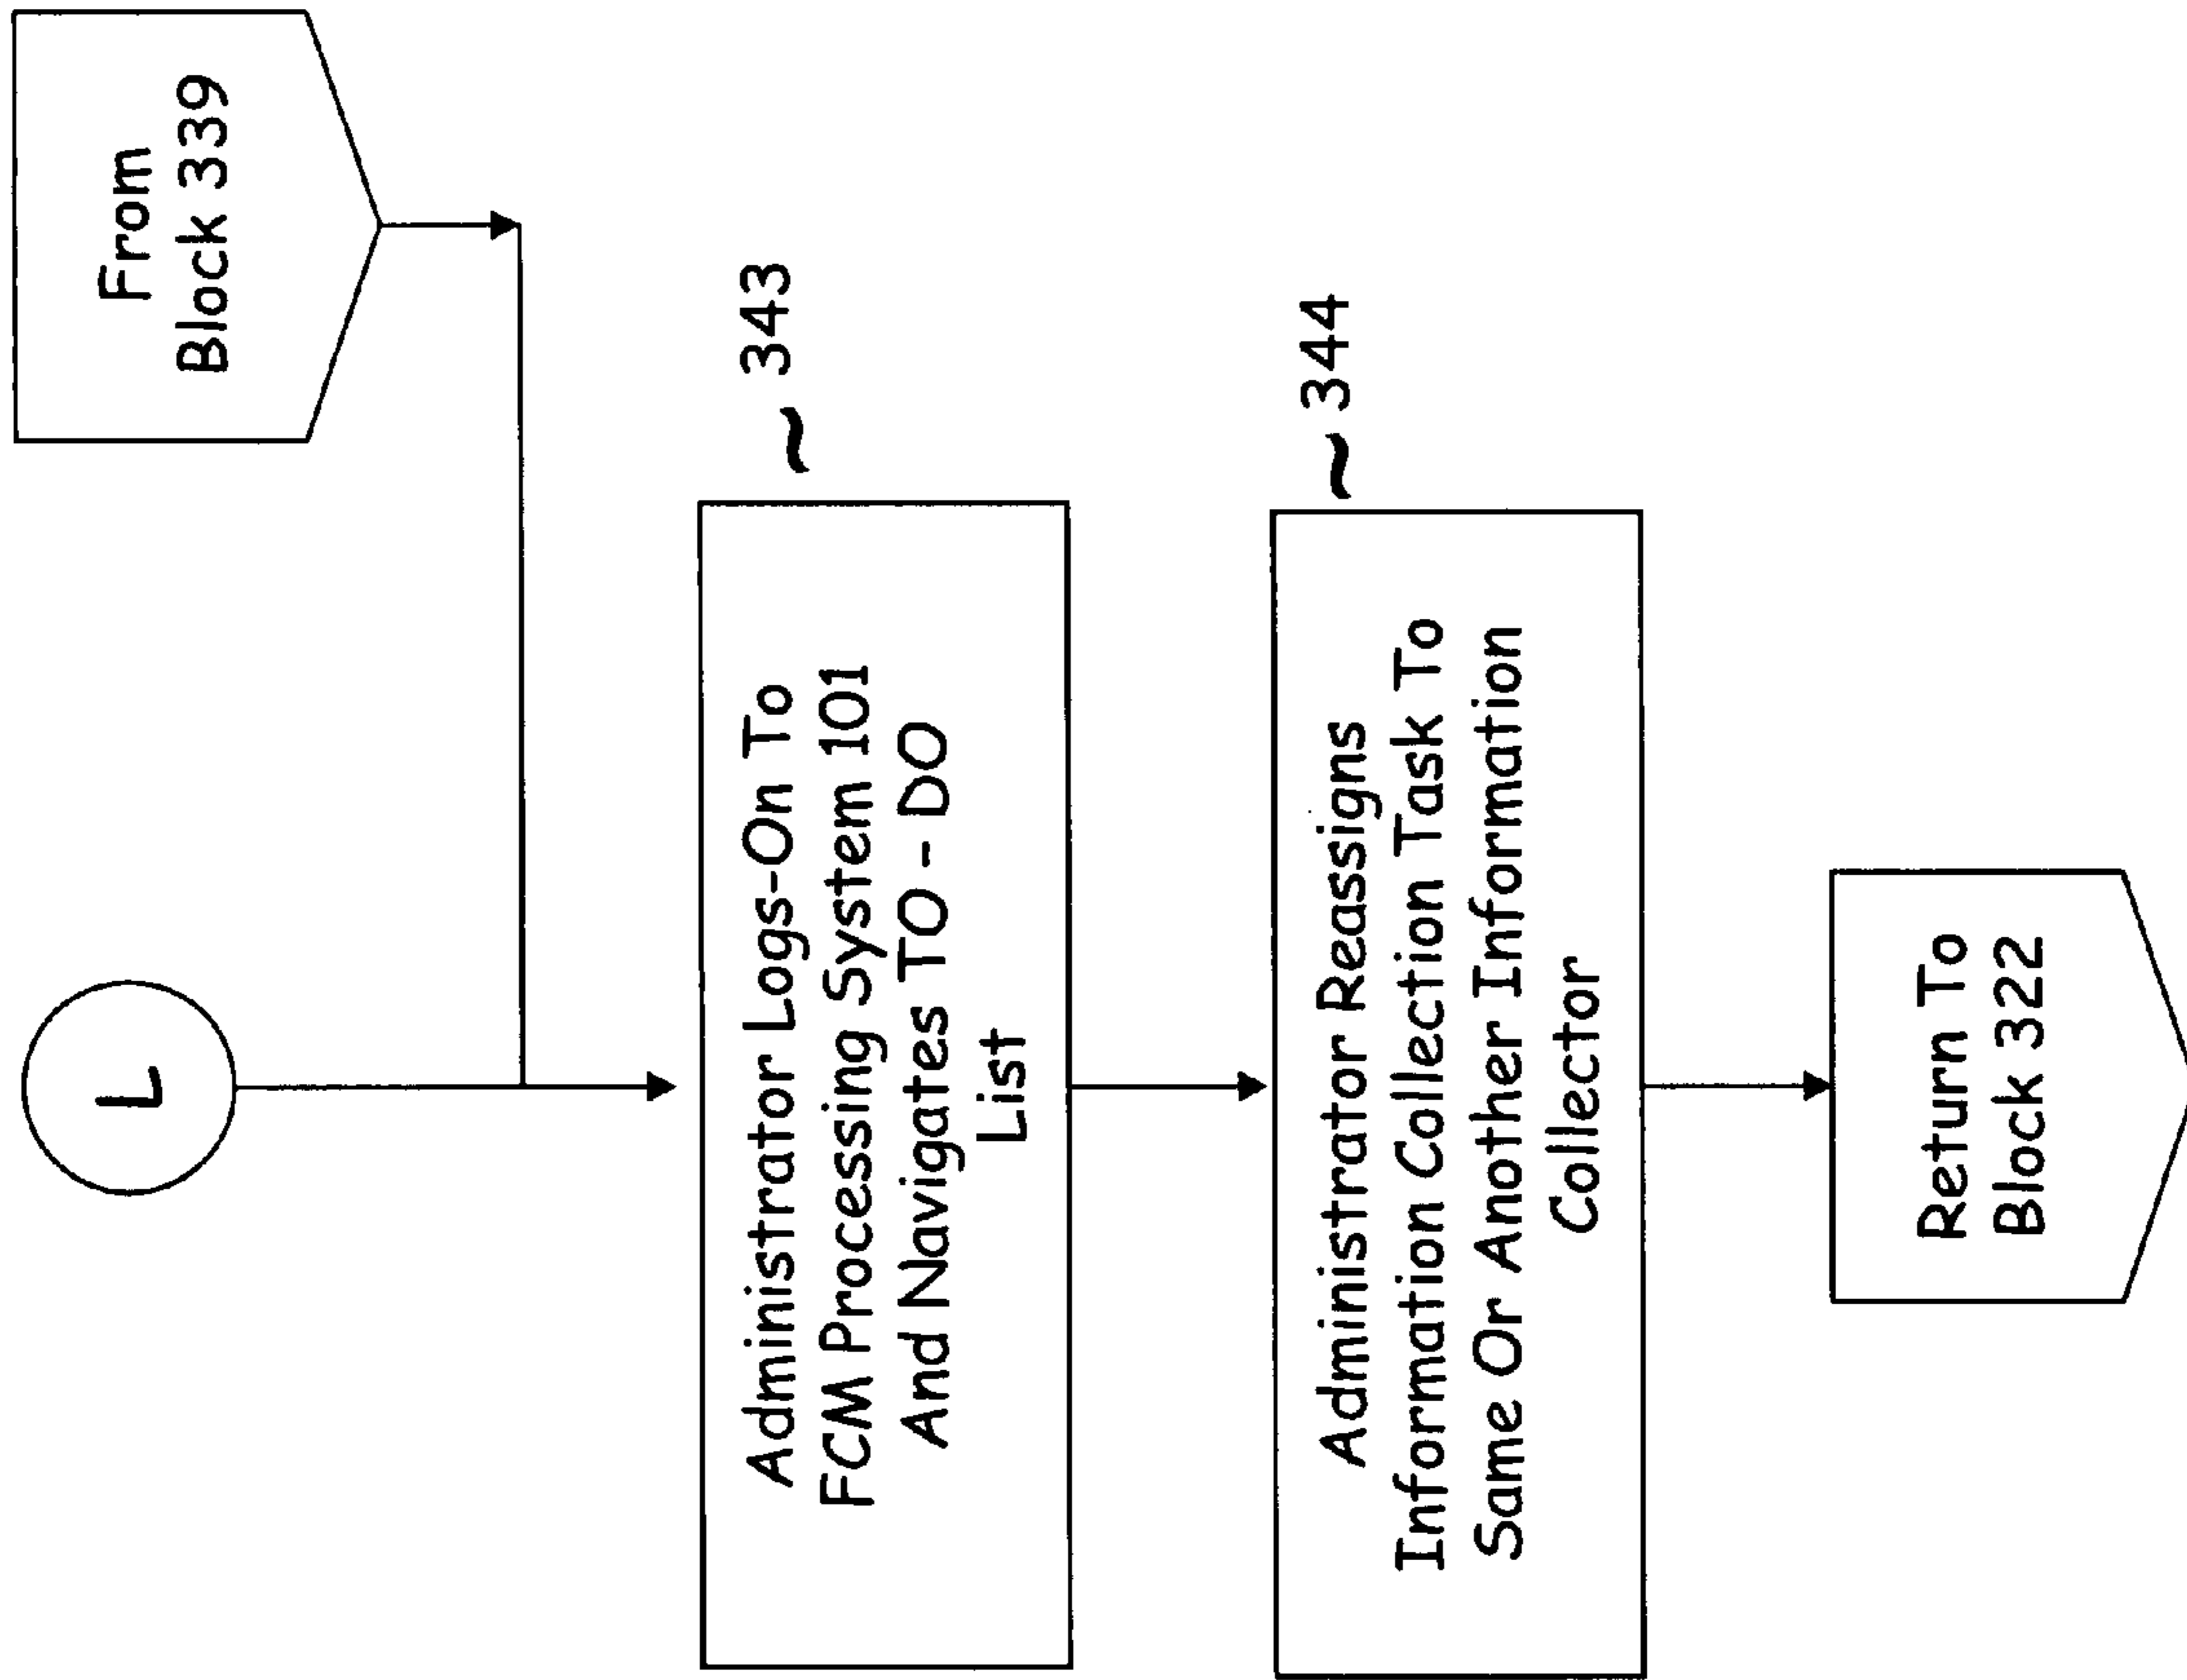 L
From
Block 339
~ 343
Administrator Logs-On To
FCM Processing System 101
And Navigates TO - DO
List
~ 344
Administrator Reassigns
Information Collection Task To
Same Or Another Information
Collector
Return To
Block 322